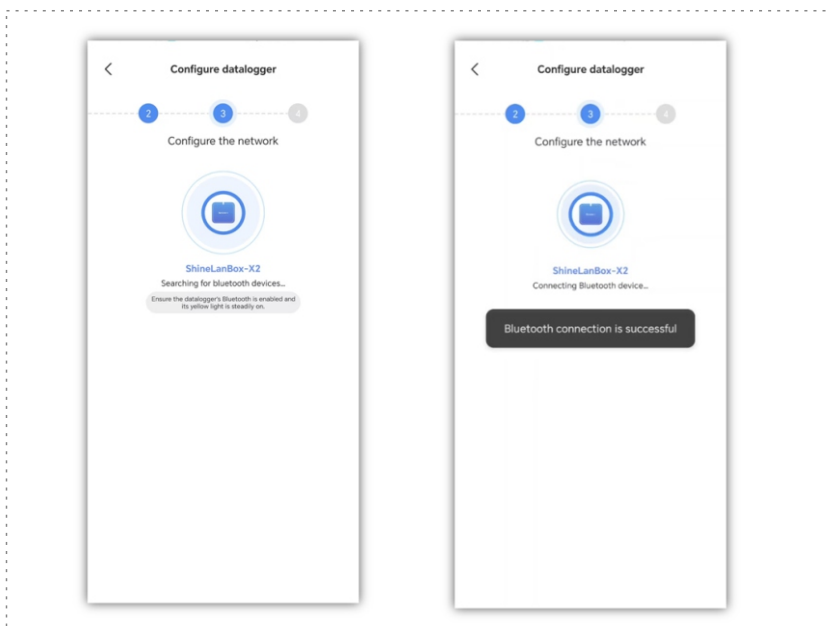 Configure datalogger
2 3 4
Configure the network
ShineLanBox-X2
Searching for bluetooth devices...
Ensure the datalogger's Bluetooth is enabled and
its yellow light is steadily on.
Configure datalogger
2 3 4
Configure the network
ShineLanBox-X2
Connecting Bluetooth device...
Bluetooth connection is successful